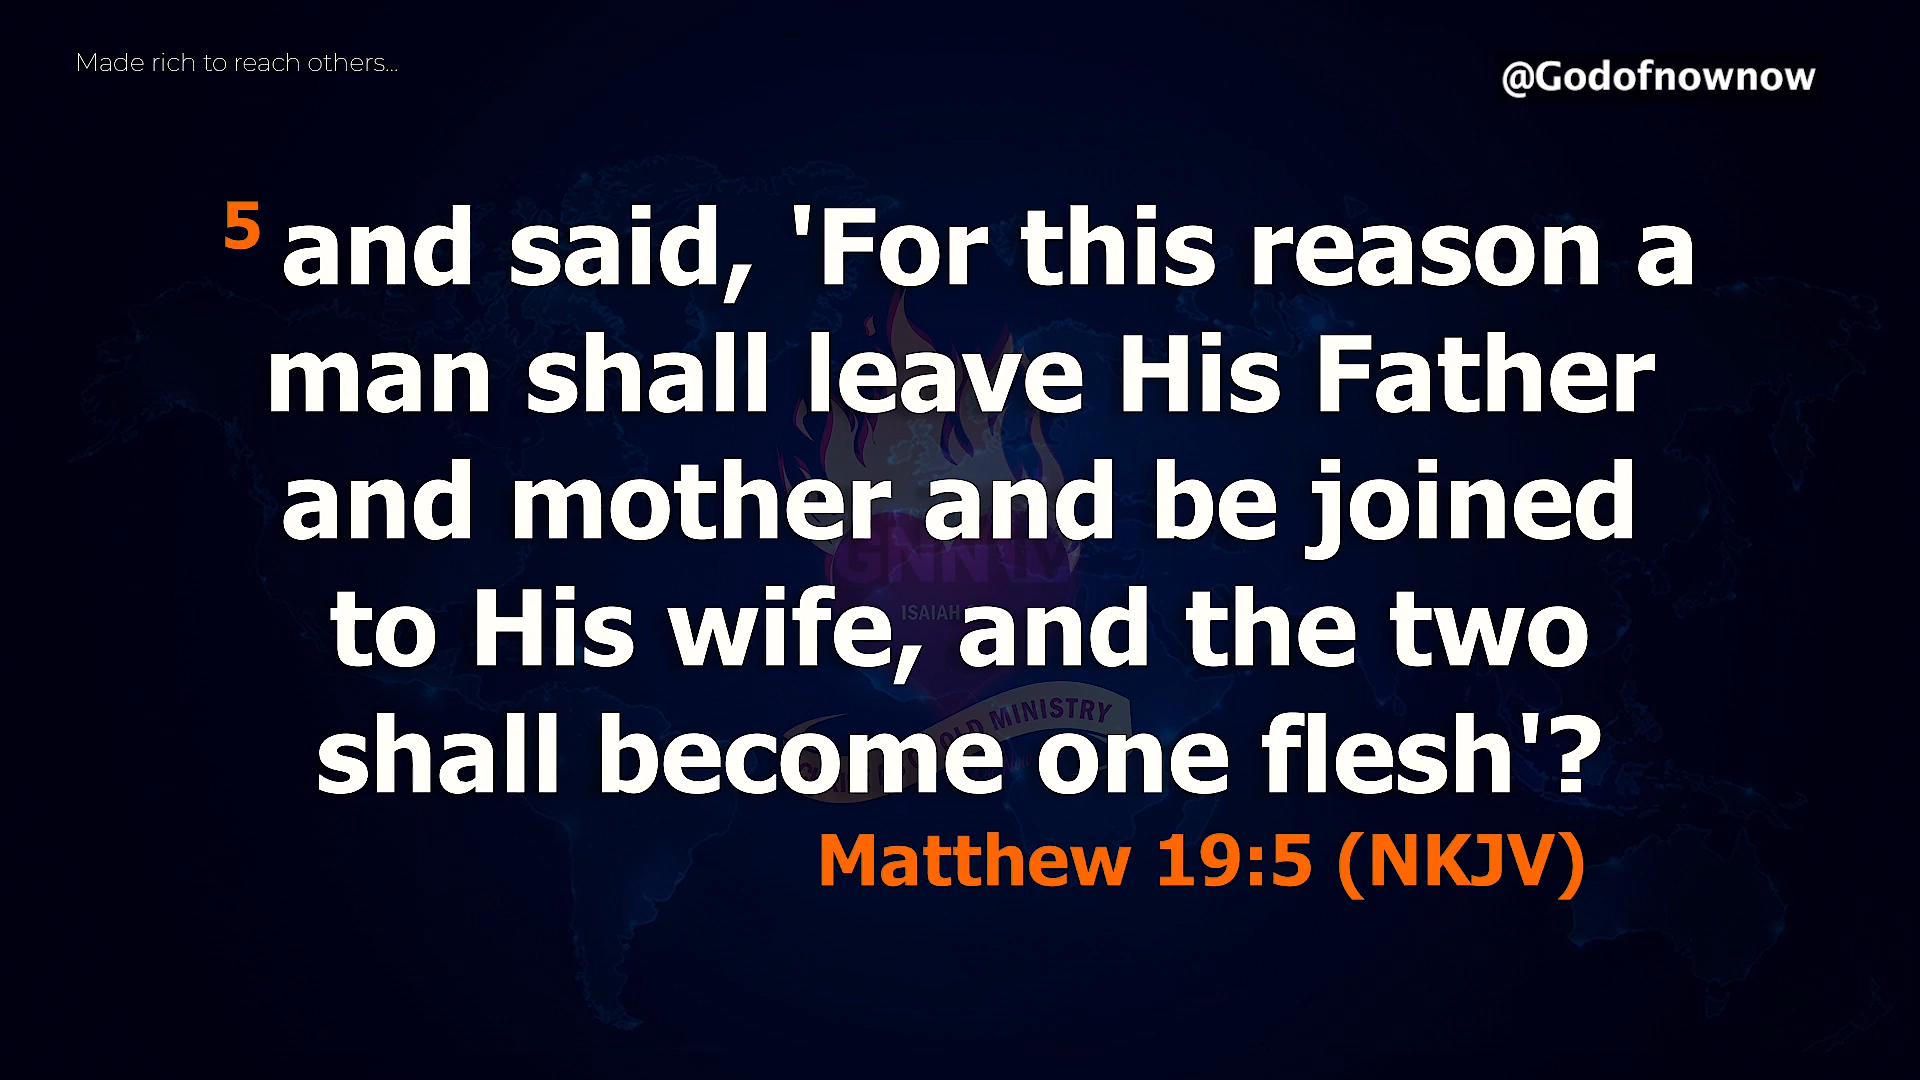 Made rich to reach others...
@Godofnownow
5 and said, 'For this reason a
man shall leave His Father
and mother and be joined
to His wife, and the two
shall become one flesh'?
Matthew 19:5 (NKJV)
GNN
ISAIAH
OLD MINISTRY